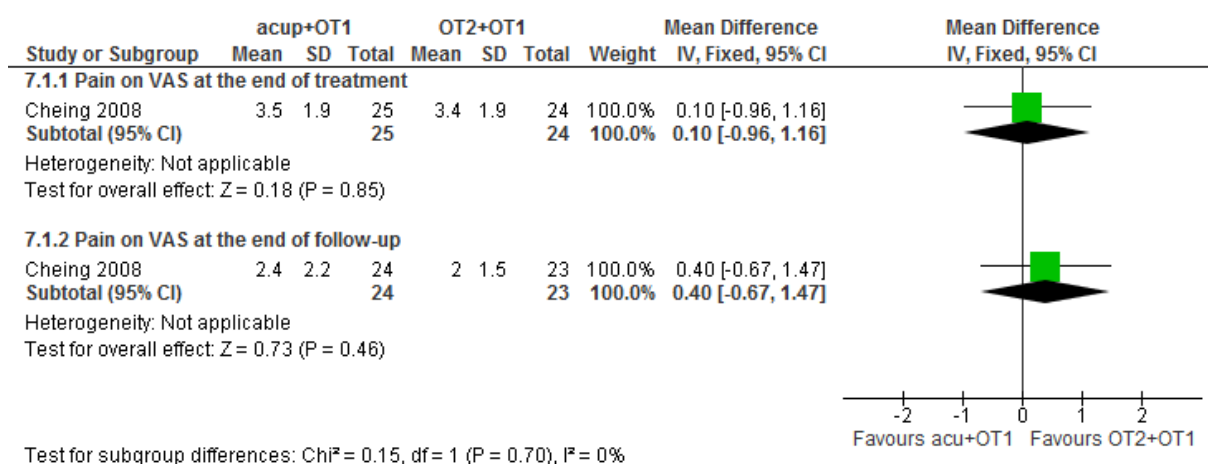 acup+OT1 OT2+OT1 Mean Difference Mean Difference
Study or Subgroup Mean SD Total Mean SD Total Weight IV, Fixed, 95% CI IV, Fixed, 95% CI
7.1.1 Pain on VAS at the end of treatment
Cheing 2008 3.5 1.9 25 3.4 1.9 24 100.0% 0.10 [-0.96, 1.16]
Subtotal (95% CI) 25 24 100.0% 0.10 [-0.96, 1.16]
Heterogeneity: Not applicable
Test for overall effect: Z = 0.18 (P = 0.85)
7.1.2 Pain on VAS at the end of follow-up
Cheing 2008 2.4 2.2 24 2 1.5 23 100.0% 0.40 [-0.67, 1.47]
Subtotal (95% CI) 24 23 100.0% 0.40 [-0.67, 1.47]
Heterogeneity: Not applicable
Test for overall effect: Z = 0.73 (P = 0.46)
-2 -1 0 1 2
Favours acu+OT1 Favours OT2+OT1
Test for subgroup differences: Chi² = 0.15, df = 1 (P = 0.70), I² = 0%